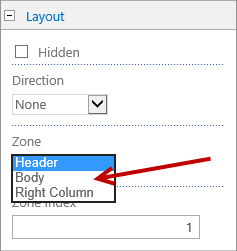 Layout
Hidden
Direction
None
Zone
Header
Body
Right Column
Zone Index
1